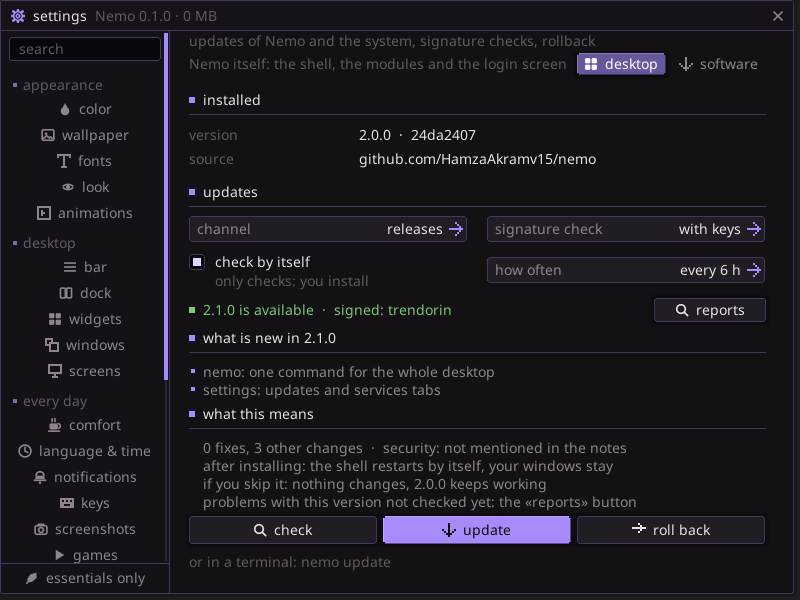 settings Nemo 0.1.0 · 0 MB
search
appearance
color
wallpaper
fonts
look
animations
desktop
bar
dock
widgets
windows
screens
every day
comfort
language & time
notifications
keys
screenshots
games
essentials only
updates of Nemo and the system, signature checks, rollback
Nemo itself: the shell, the modules and the login screen desktop software
installed
version 2.0.0 · 24da2407
source github.com/HamzaAkramv15/nemo
updates
channel releases signature check with keys
check by itself
only checks: you install
how often every 6 h
2.1.0 is available · signed: trendorin reports
what is new in 2.1.0
nemo: one command for the whole desktop
settings: updates and services tabs
what this means
0 fixes, 3 other changes · security: not mentioned in the notes
after installing: the shell restarts by itself, your windows stay
if you skip it: nothing changes, 2.0.0 keeps working
problems with this version not checked yet: the «reports» button
check update roll back
or in a terminal: nemo update